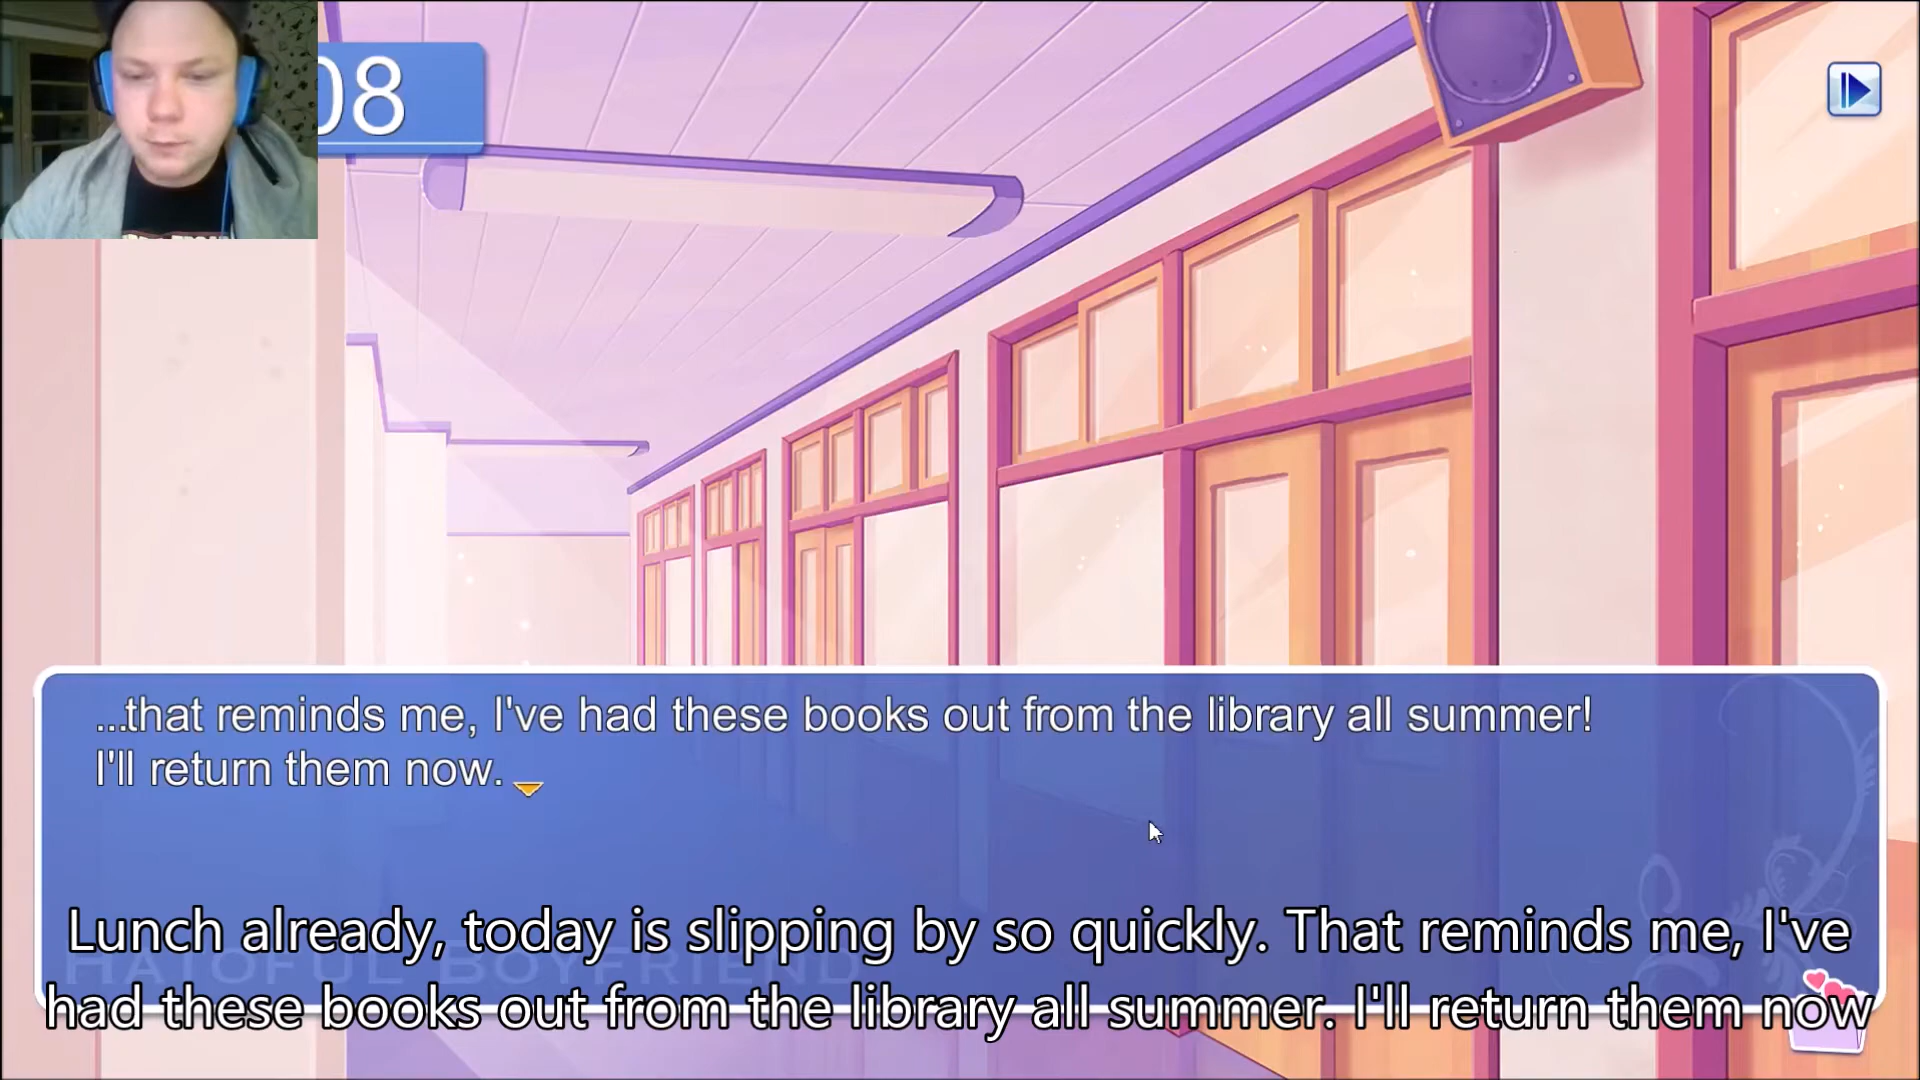 08
...that reminds me, I've had these books out from the library all summer!
I'll return them now.
HATOFUL BOYFRIEND
Lunch already, today is slipping by so quickly. That reminds me, I've
had these books out from the library all summer. I'll return them now